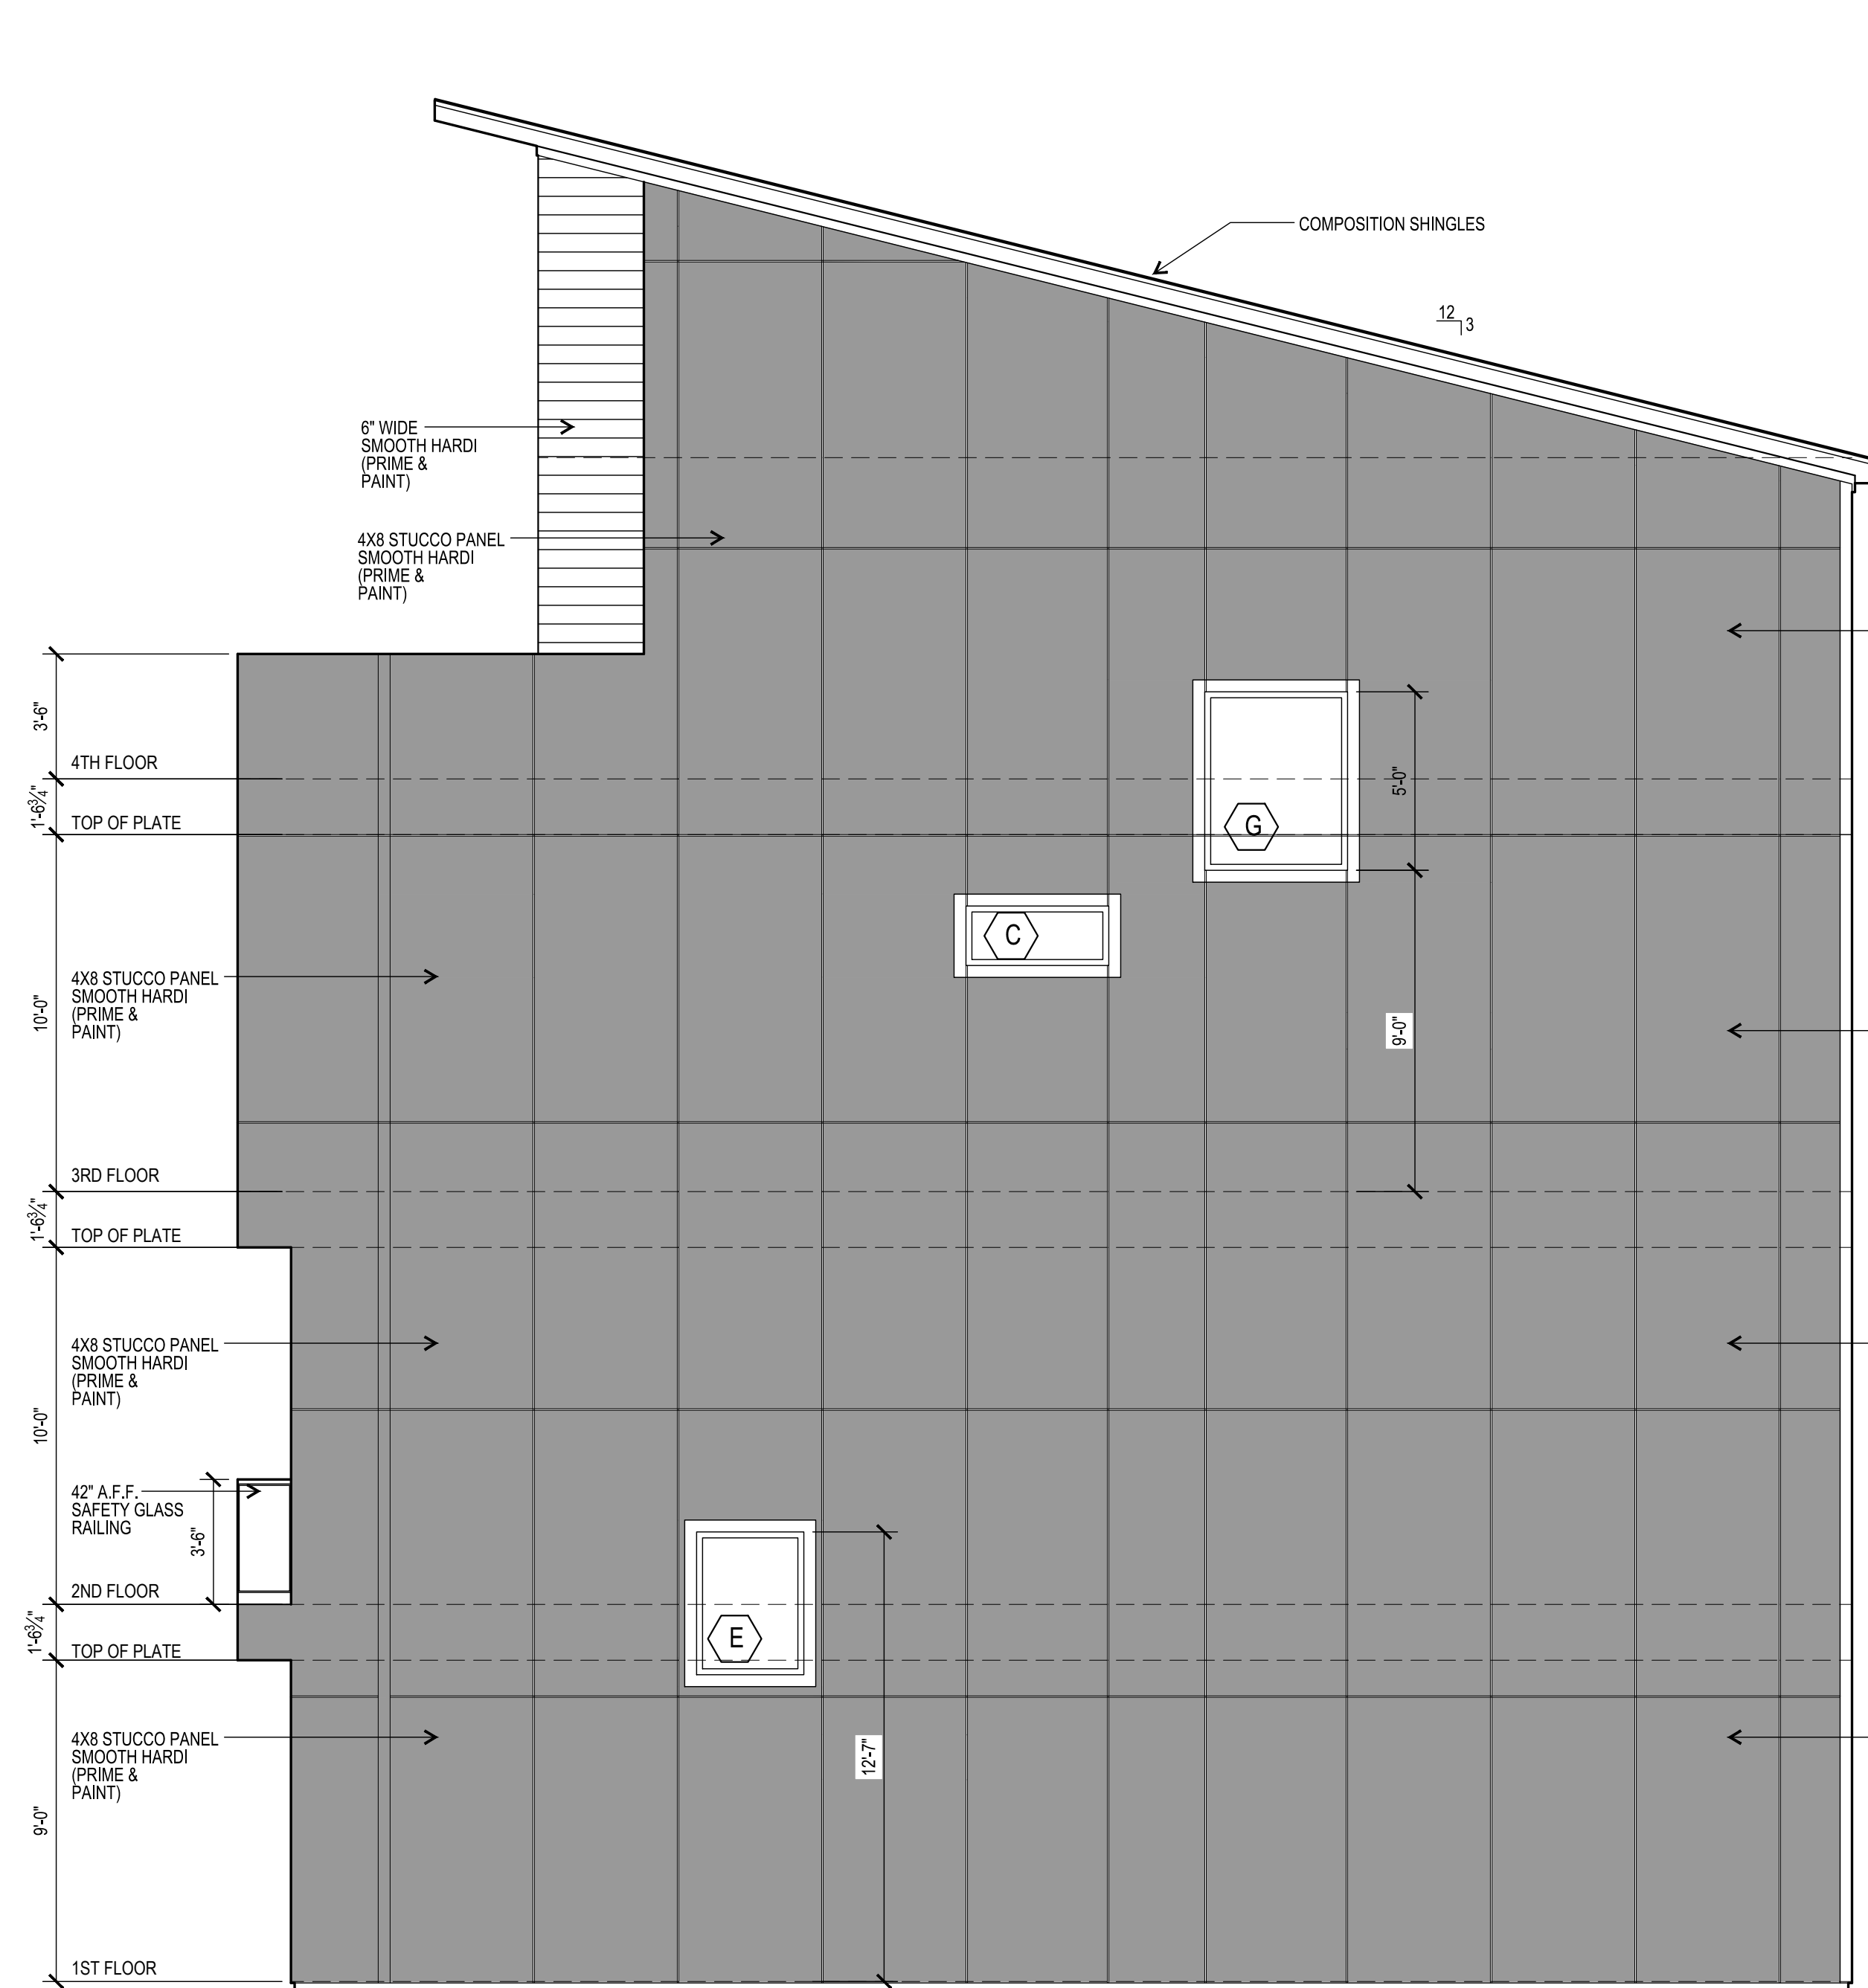 COMPOSITION SHINGLES
12
3
6" WIDE
SMOOTH HARDI
(PRIME &
PAINT)
4X8 STUCCO PANEL
SMOOTH HARDI
(PRIME &
PAINT)
3'-6"
4TH FLOOR
1'-6¾"
TOP OF PLATE
5'-0"
G
C
4X8 STUCCO PANEL
SMOOTH HARDI
(PRIME &
PAINT)
10'-0"
9'-0"
3RD FLOOR
1'-6¾"
TOP OF PLATE
4X8 STUCCO PANEL
SMOOTH HARDI
(PRIME &
PAINT)
10'-0"
42" A.F.F.
SAFETY GLASS
RAILING
3'-6"
2ND FLOOR
1'-6¾"
TOP OF PLATE
E
4X8 STUCCO PANEL
SMOOTH HARDI
(PRIME &
PAINT)
12'-7"
9'-0"
1ST FLOOR